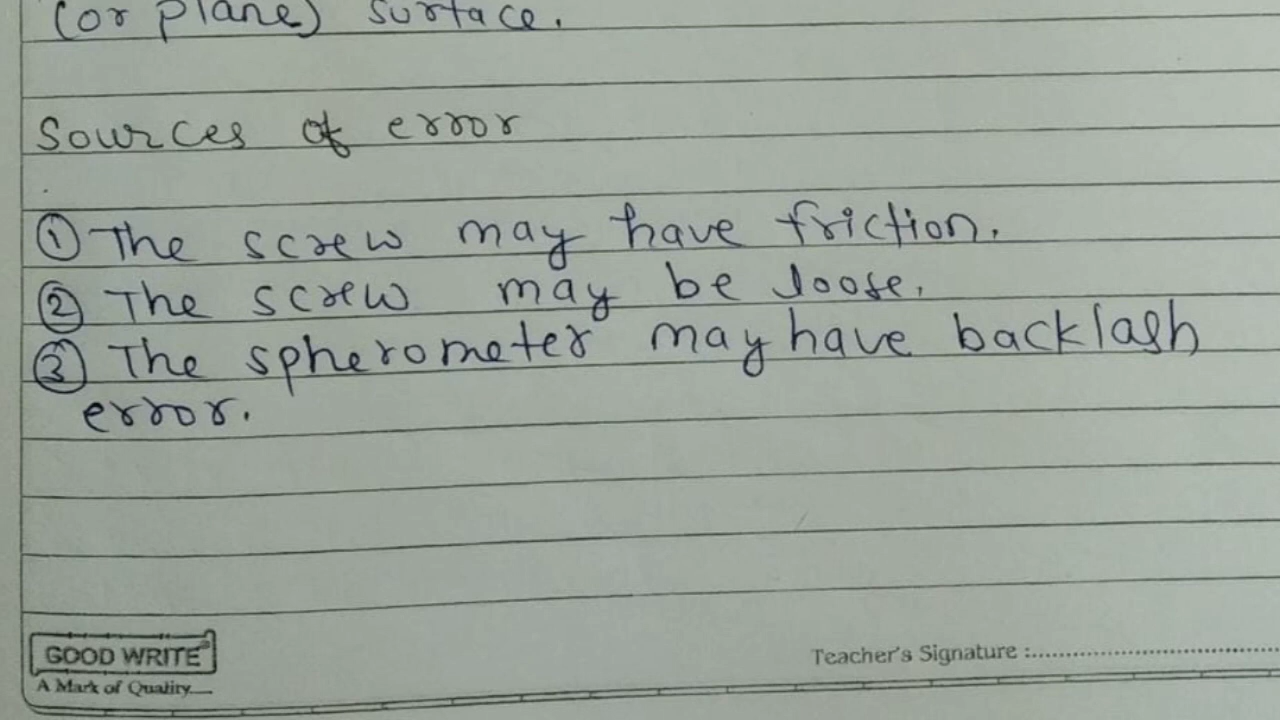 (or plane) surface.
Sources of error
① The screw may have friction.
② The screw may be loose.
③ The spherometer may have backlash
error.
GOOD WRITE
A Mark of Quality
Teacher's Signature :..........................................